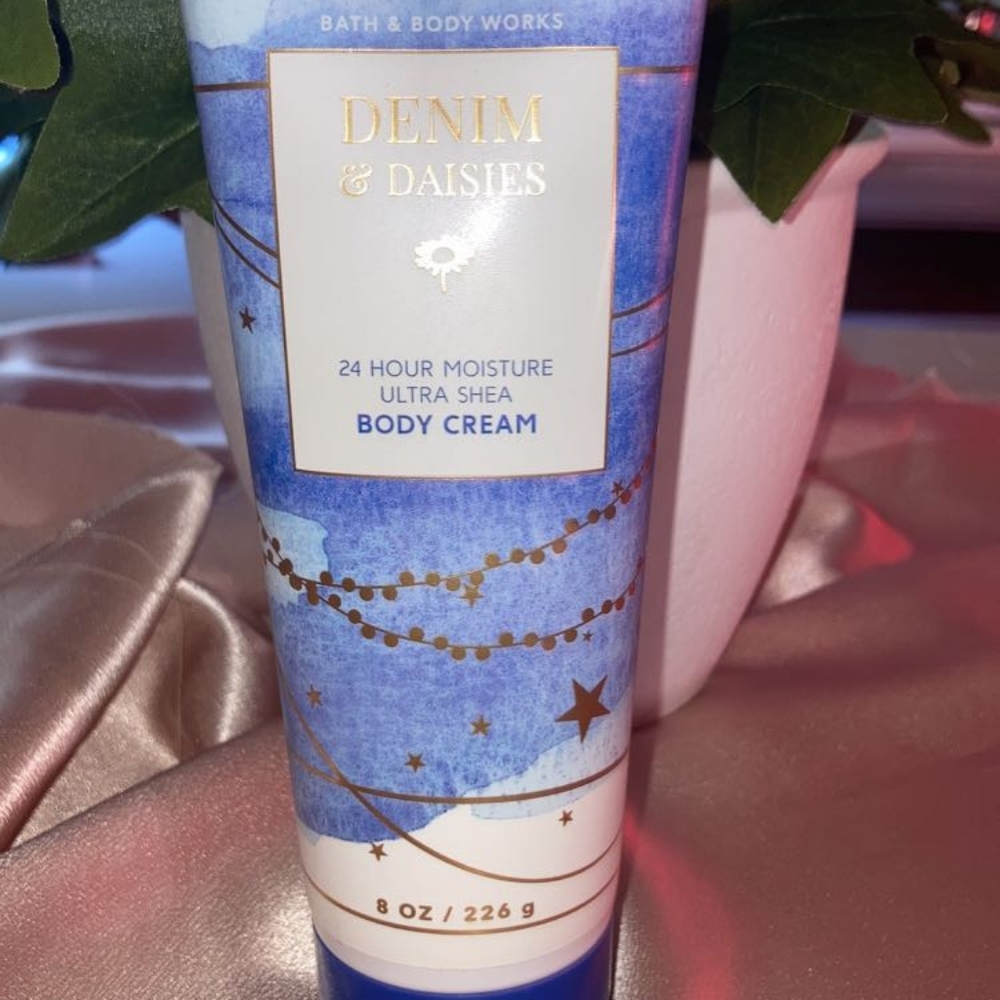 BATH & BODY WORKS
DENIM
& DAISIES
24 HOUR MOISTURE
ULTRA SHEA
BODY CREAM
8 OZ / 226 g